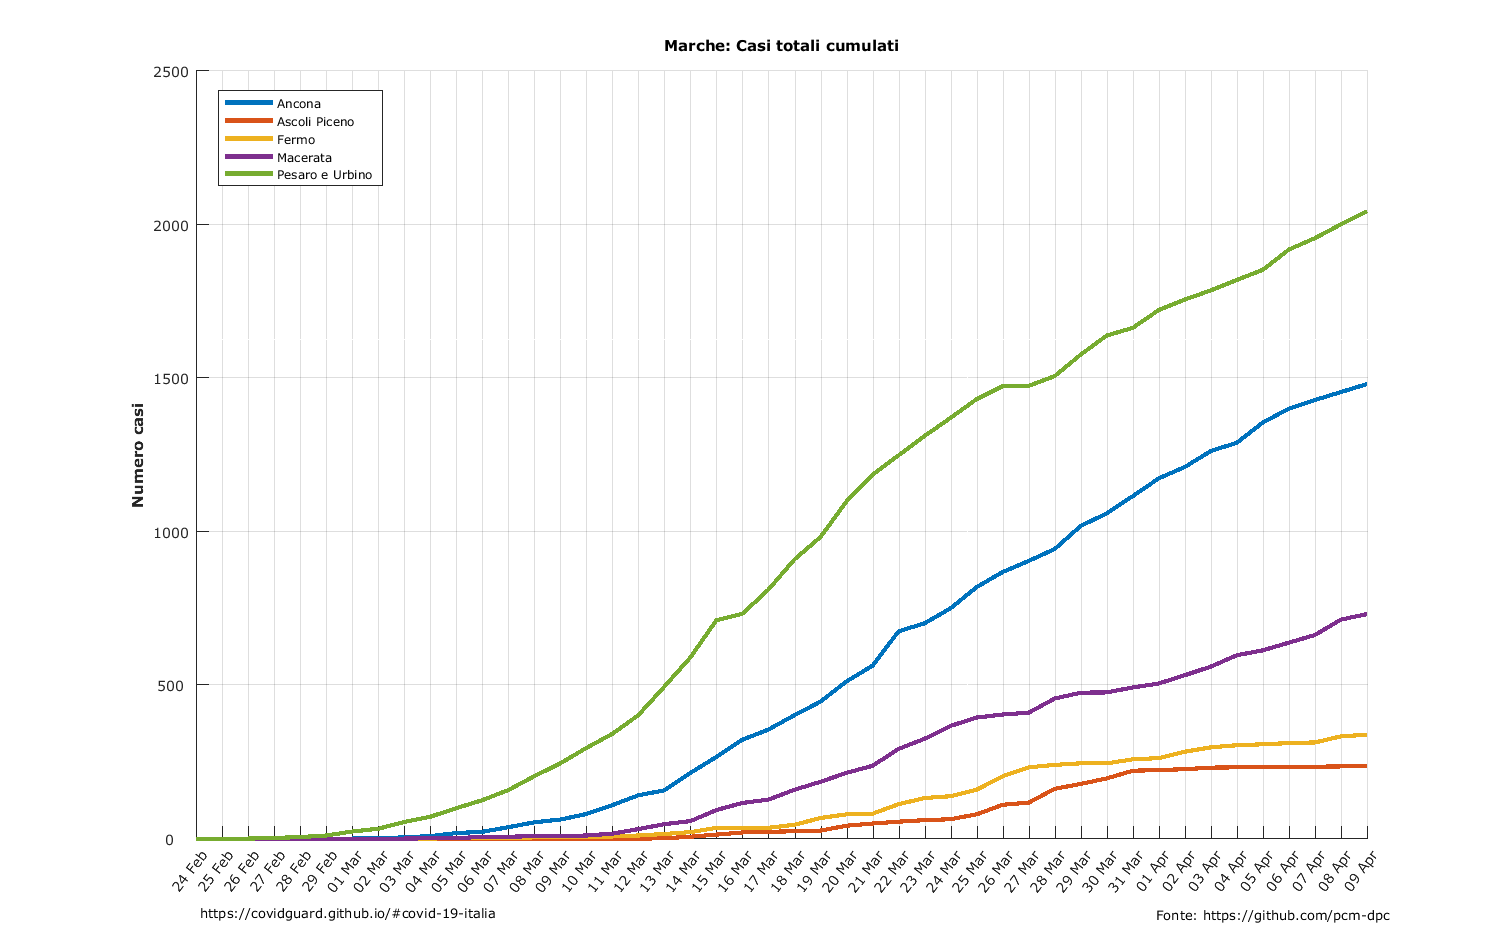 Marche: Casi totali cumulati
2500
2000
1500
1000
500
0
Numero casi
Ancona
Ascoli Piceno
Fermo
Macerata
Pesaro e Urbino
24 Feb
25 Feb
26 Feb
27 Feb
28 Feb
29 Feb
01 Mar
02 Mar
03 Mar
04 Mar
05 Mar
06 Mar
07 Mar
08 Mar
09 Mar
10 Mar
11 Mar
12 Mar
13 Mar
14 Mar
15 Mar
16 Mar
17 Mar
18 Mar
19 Mar
20 Mar
21 Mar
22 Mar
23 Mar
24 Mar
25 Mar
26 Mar
27 Mar
28 Mar
29 Mar
30 Mar
31 Mar
01 Apr
02 Apr
03 Apr
04 Apr
05 Apr
06 Apr
07 Apr
08 Apr
09 Apr
https://covidguard.github.io/#covid-19-italia
Fonte: https://github.com/pcm-dpc